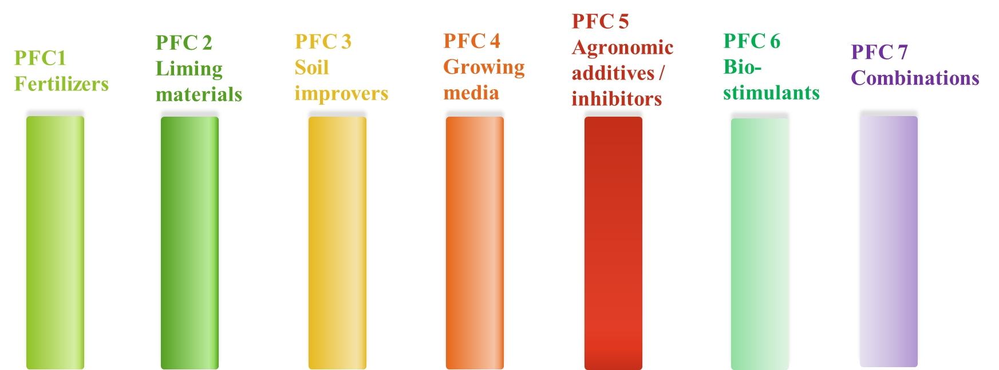 PFC1
Fertilizers
PFC 2
Liming
materials
PFC 3
Soil
improvers
PFC 4
Growing
media
PFC 5
Agronomic
additives /
inhibitors
PFC 6
Bio-
stimulants
PFC 7
Combinations